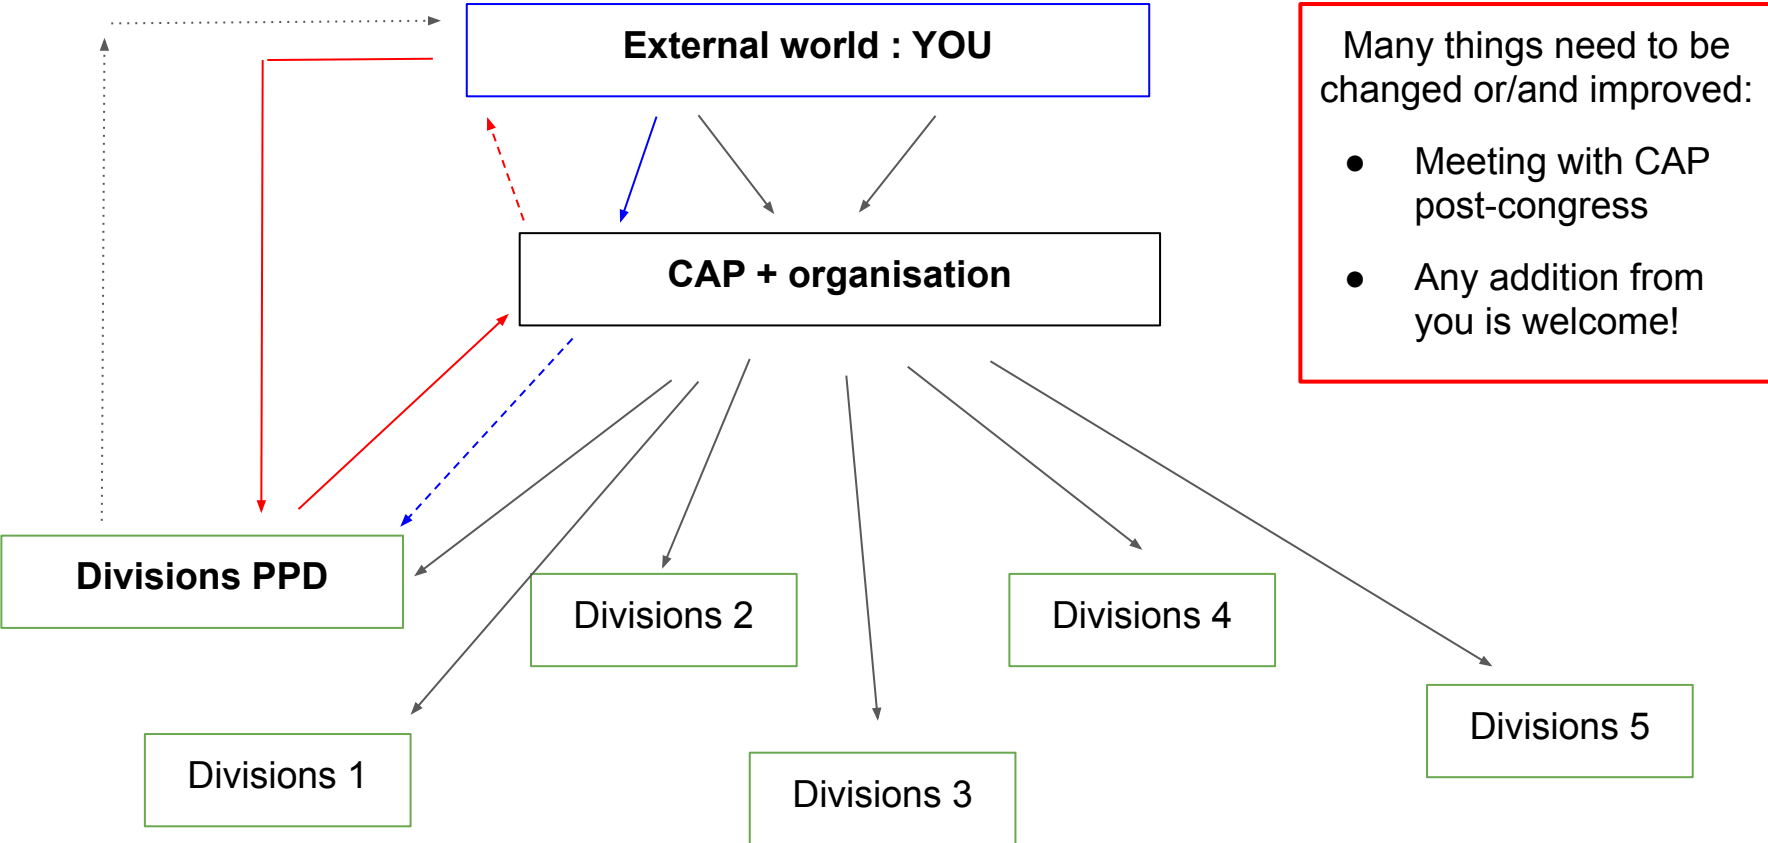 External world : YOU
Many things need to be
changed or/and improved:
● Meeting with CAP
post-congress
● Any addition from
you is welcome!
CAP + organisation
Divisions PPD
Divisions 2
Divisions 4
Divisions 5
Divisions 1
Divisions 3